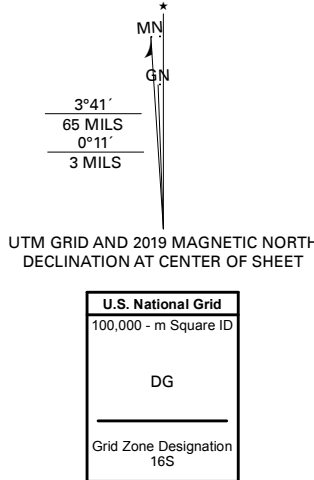 MN
GN
3°41´
65 MILS
0°11´
3 MILS
UTM GRID AND 2019 MAGNETIC NORTH
DECLINATION AT CENTER OF SHEET
U.S. National Grid
100,000 - m Square ID
DG
Grid Zone Designation
16S